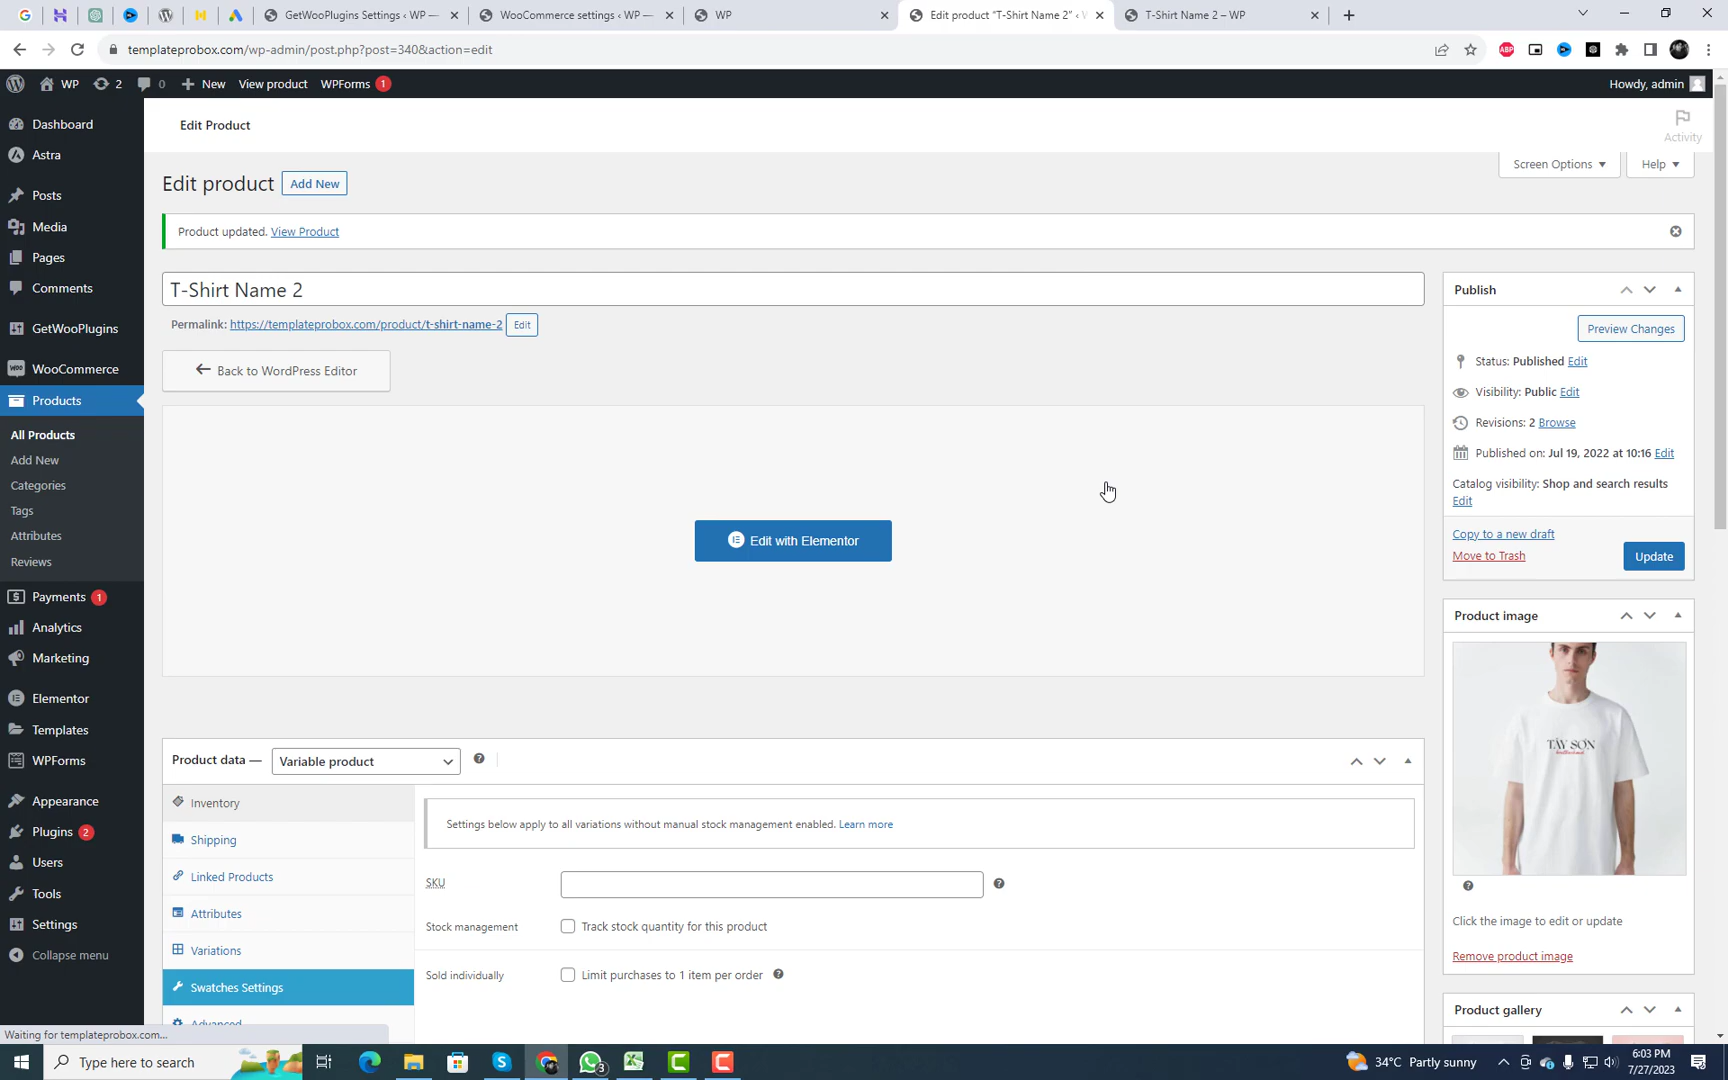 GetWooPlugins Settings ‹ WP —
WooCommerce settings ‹ WP —
WP
Edit product “T-Shirt Name 2” ‹ W
T-Shirt Name 2 – WP
templateprobox.com/wp-admin/post.php?post=340&action=edit
WP
2
0
New
View product
WPForms 1
Howdy, admin
Dashboard
Astra
Posts
Media
Pages
Comments
GetWooPlugins
WooCommerce
Products
All Products
Add New
Categories
Tags
Attributes
Reviews
Payments 1
Analytics
Marketing
Elementor
Templates
WPForms
Appearance
Plugins 2
Users
Tools
Settings
Collapse menu
Edit Product
Activity
Screen Options
Help
Edit product
Add New
Product updated. View Product
T-Shirt Name 2
Permalink: https://templateprobox.com/product/t-shirt-name-2 Edit
Back to WordPress Editor
Edit with Elementor
Product data —
Variable product
Inventory
Shipping
Linked Products
Attributes
Variations
Swatches Settings
Advanced
Settings below apply to all variations without manual stock management enabled. Learn more
SKU
Stock management
Track stock quantity for this product
Sold individually
Limit purchases to 1 item per order
Publish
Preview Changes
Status: Published Edit
Visibility: Public Edit
Revisions: 2 Browse
Published on: Jul 19, 2022 at 10:16 Edit
Catalog visibility: Shop and search results
Edit
Copy to a new draft
Move to Trash
Update
Product image
TÂY SƠN
Click the image to edit or update
Remove product image
Product gallery
Waiting for templateprobox.com...
Type here to search
3
34°C Partly sunny
6:03 PM
7/27/2023